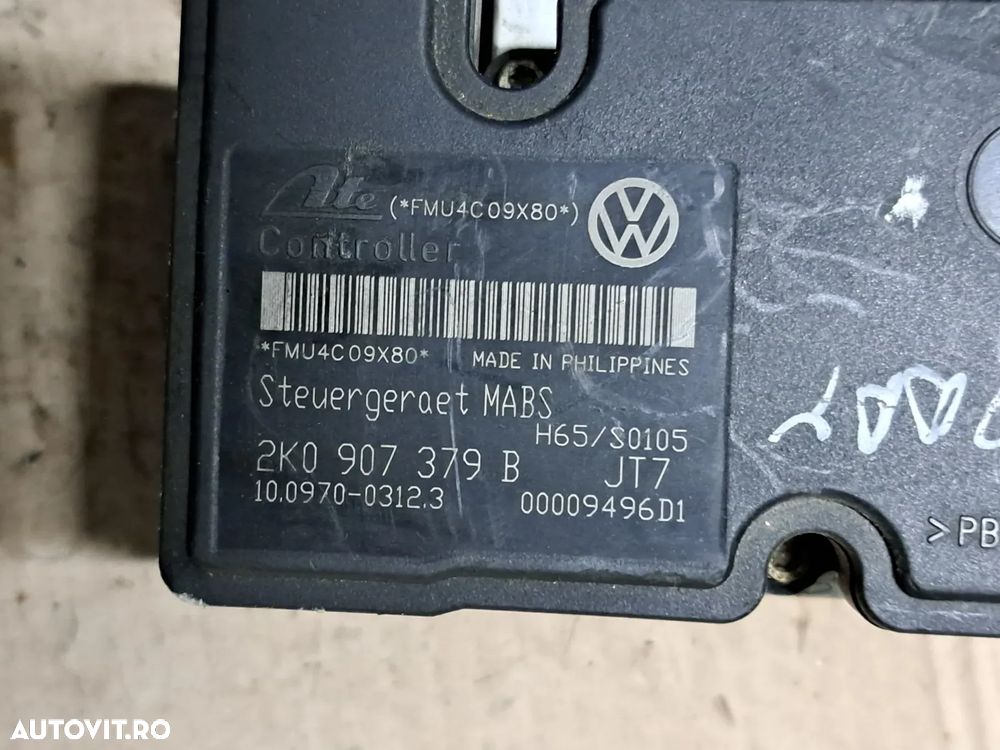 Ate (*FMU4C09X80*)
Controller
*FMU4C09X80* MADE IN PHILIPPINES
Steuergeraet MABS
H65/S0105
2K0 907 379 B JT7
10.0970-0312.3 00009496D1
>PB
AUTOVIT.RO